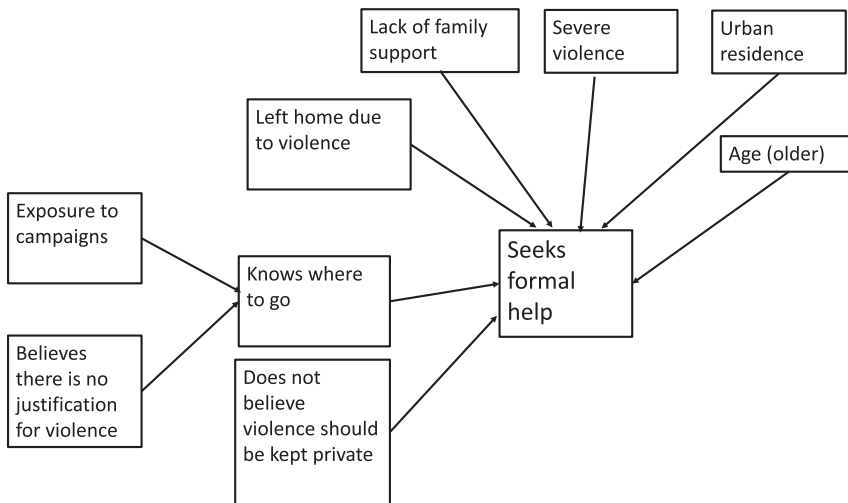 Lack of family
support
Severe
violence
Urban
residence
Left home due
to violence
Age (older)
Exposure to
campaigns
Seeks
formal
help
Knows where
to go
Believes
there is no
justification
for violence
Does not
believe
violence should
be kept private